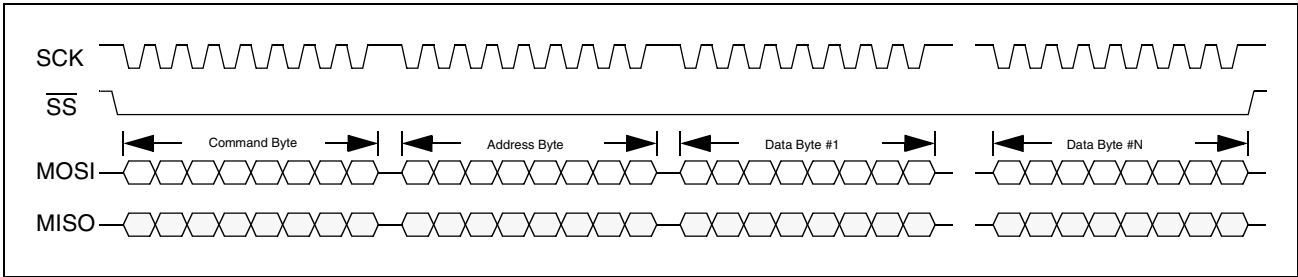 SCK
SS
Command Byte Address Byte Data Byte #1 Data Byte #N
MOSI
MISO